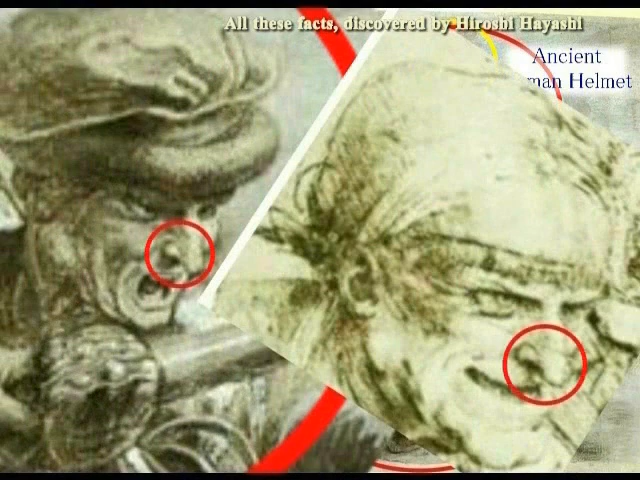 All these facts, discovered by Hiroshi Hayashi
Ancient
man Helmet